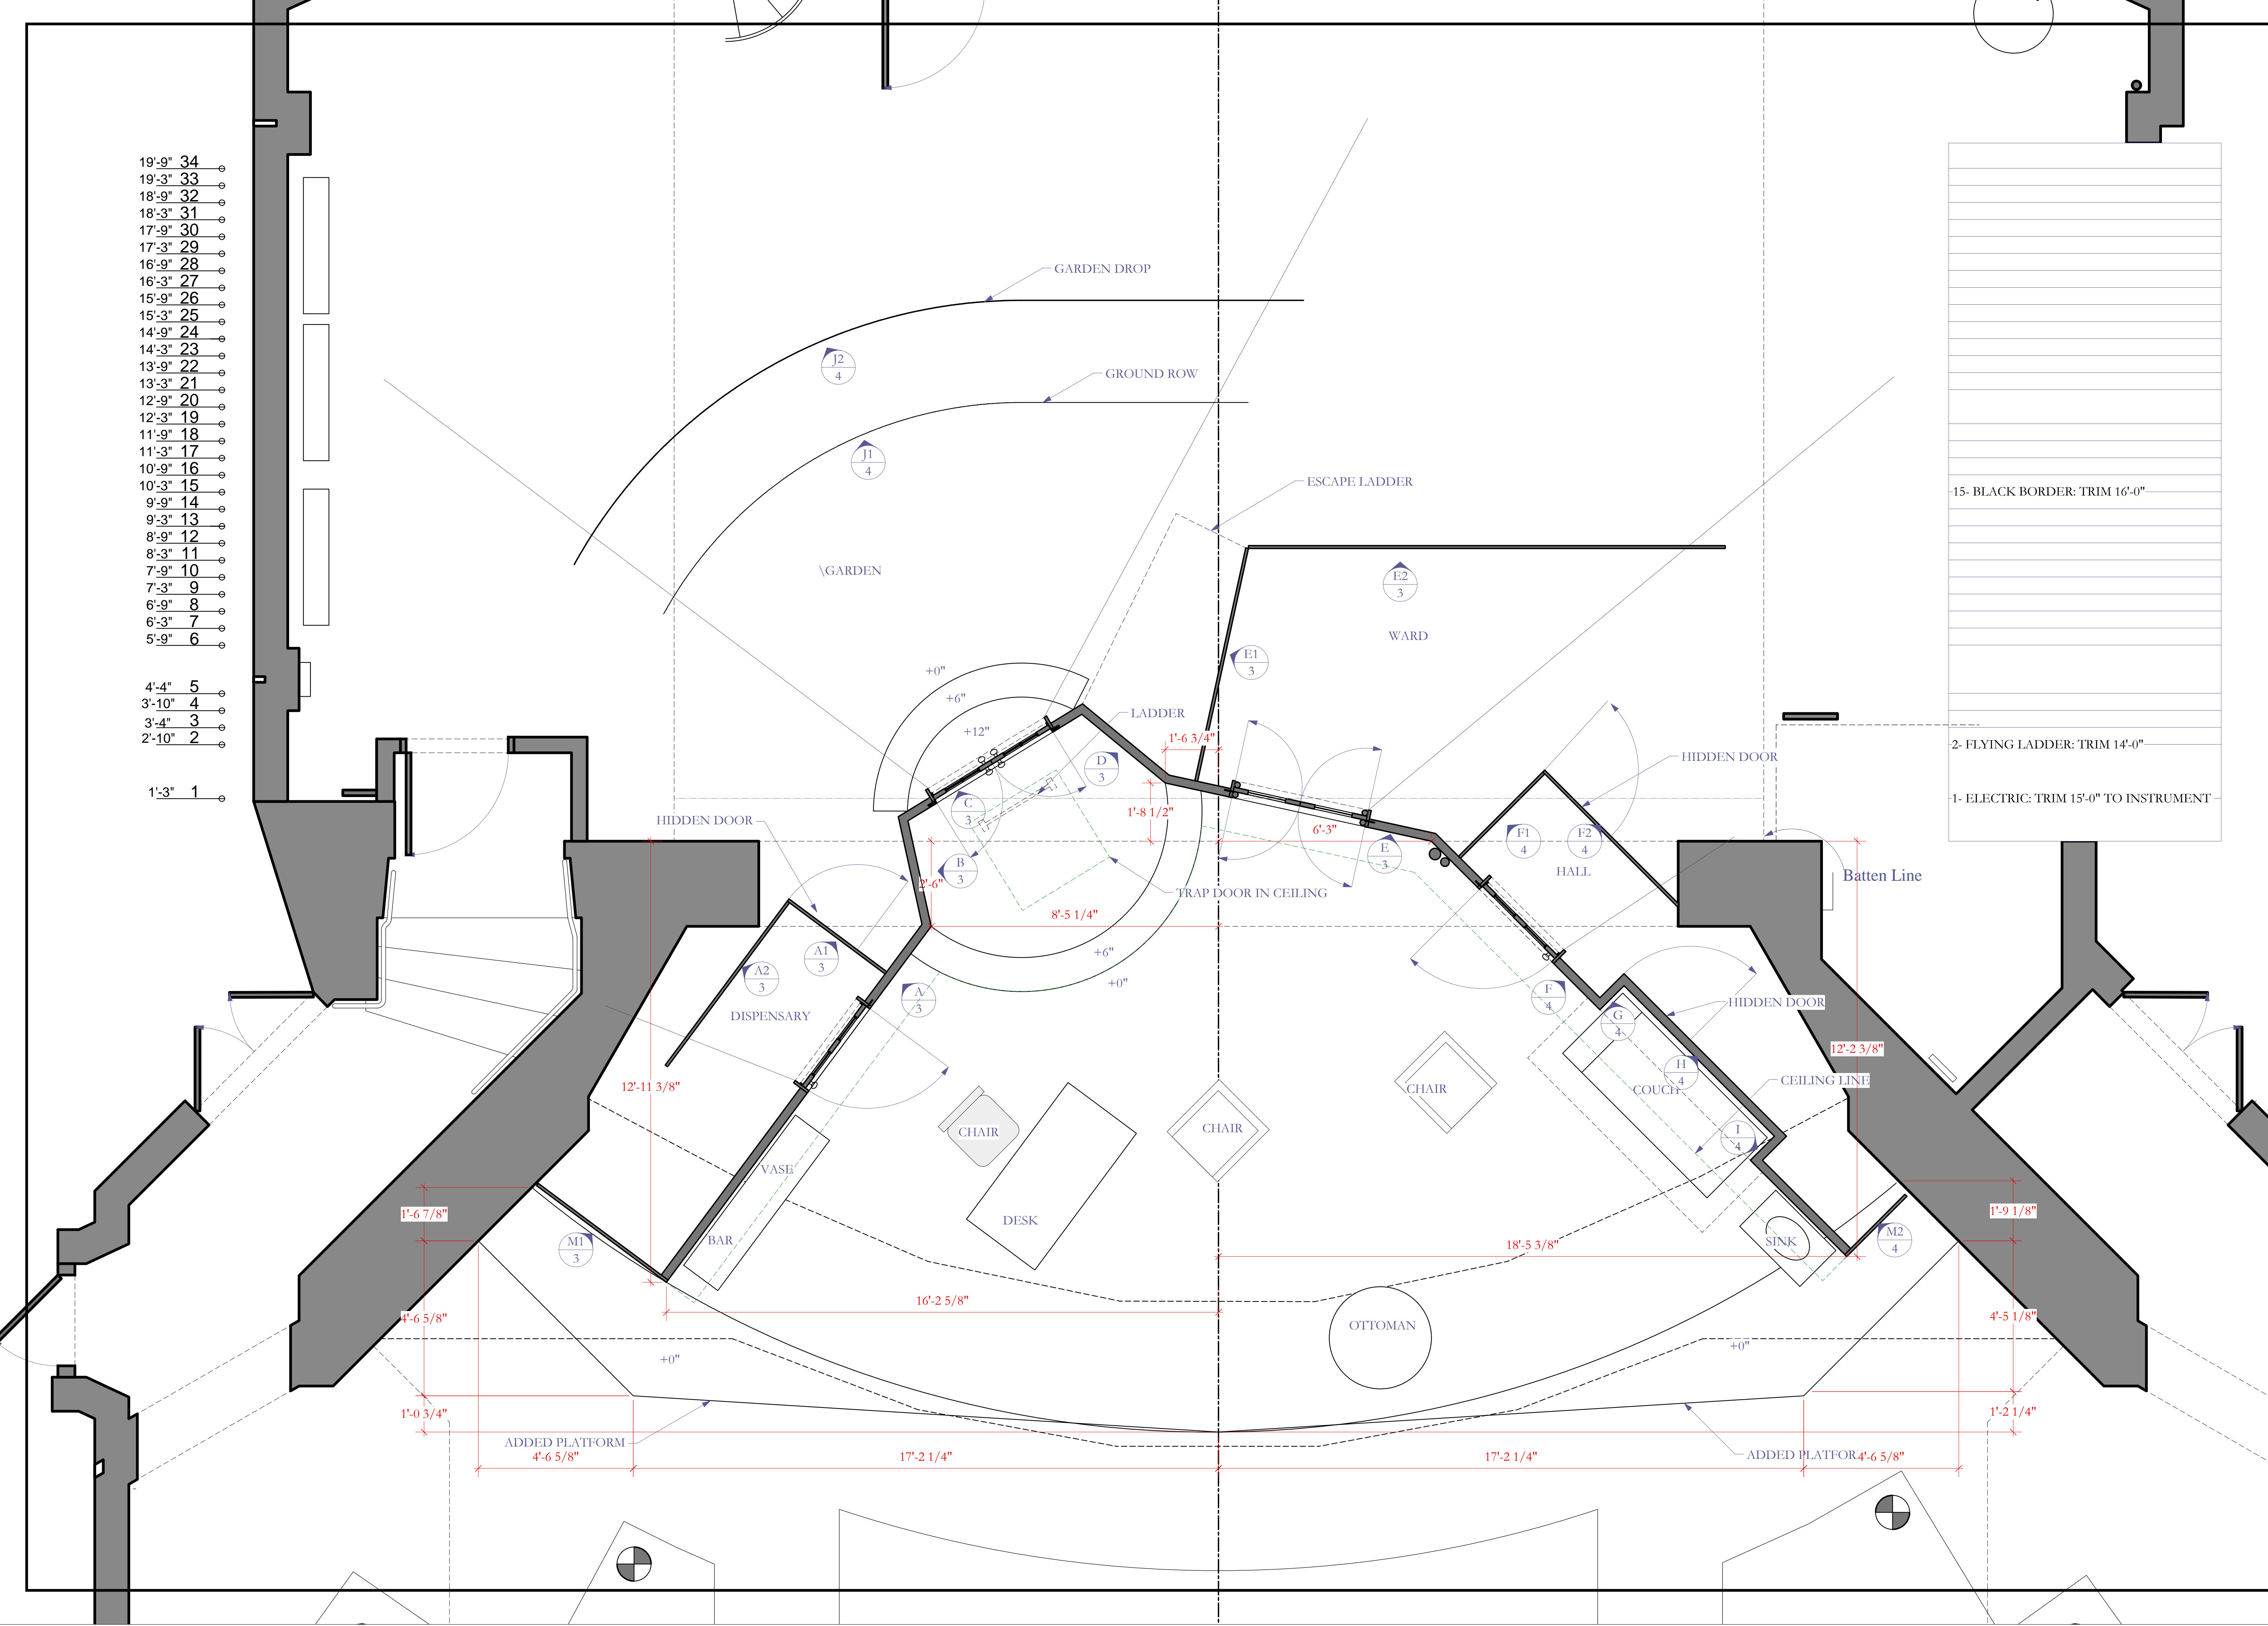 19'-9" 34
19'-3" 33
18'-9" 32
18'-3" 31
17'-9" 30
17'-3" 29
16'-9" 28
16'-3" 27
15'-9" 26
15'-3" 25
14'-9" 24
14'-3" 23
13'-9" 22
13'-3" 21
12'-9" 20
12'-3" 19
11'-9" 18
11'-3" 17
10'-9" 16
10'-3" 15
9'-9" 14
9'-3" 13
8'-9" 12
8'-3" 11
7'-9" 10
7'-3" 9
6'-9" 8
6'-3" 7
5'-9" 6
4'-4" 5
3'-10" 4
3'-4" 3
2'-10" 2
1'-3" 1
GARDEN DROP
J2
4
GROUND ROW
J1
4
ESCAPE LADDER
15- BLACK BORDER: TRIM 16'-0"
\GARDEN
E2
3
WARD
E1
3
+0"
+6"
+12"
LADDER
1'-6 3/4"
2- FLYING LADDER: TRIM 14'-0"
HIDDEN DOOR
D
3
1- ELECTRIC: TRIM 15'-0" TO INSTRUMENT
C
3
1'-8 1/2"
HIDDEN DOOR
6'-3"
F1
4
F2
4
E
3
B
3
HALL
Batten Line
2'-6"
TRAP DOOR IN CEILING
8'-5 1/4"
A1
3
A2
3
+6"
+0"
A
3
F
4
HIDDEN DOOR
DISPENSARY
G
4
12'-2 3/8"
H
4
12'-11 3/8"
CHAIR
COUCH
CEILING LINE
CHAIR
CHAIR
I
4
VASE
1'-6 7/8"
1'-9 1/8"
DESK
BAR
SINK
M1
3
M2
4
18'-5 3/8"
16'-2 5/8"
4'-6 5/8"
4'-5 1/8"
OTTOMAN
+0"
+0"
1'-0 3/4"
1'-2 1/4"
ADDED PLATFORM
ADDED PLATFOR
4'-6 5/8"
17'-2 1/4"
17'-2 1/4"
4'-6 5/8"